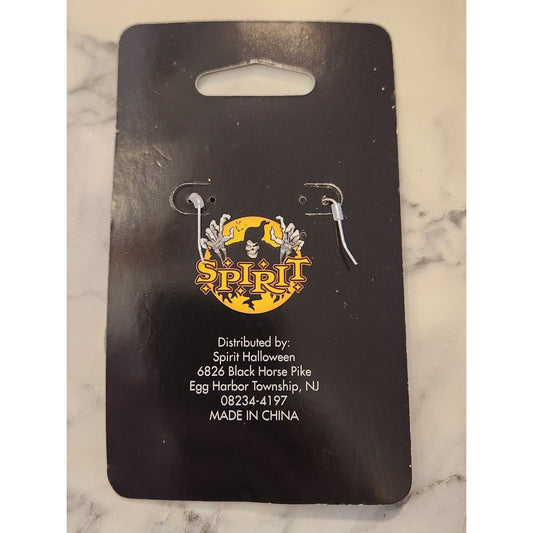 SPIRIT
Distributed by:
Spirit Halloween
6826 Black Horse Pike
Egg Harbor Township, NJ
08234-4197
MADE IN CHINA